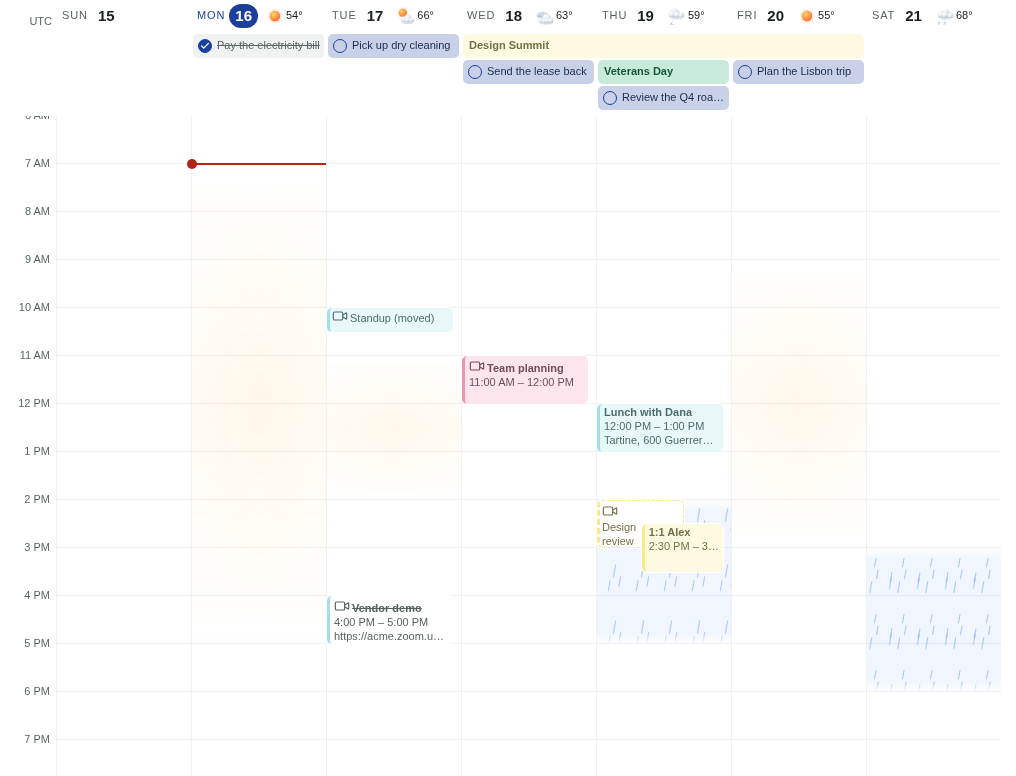 UTC
SUN 15
MON 16 54°
TUE 17 66°
WED 18 63°
THU 19 59°
FRI 20 55°
SAT 21 68°
Pay the electricity bill
Pick up dry cleaning
Design Summit
Send the lease back
Veterans Day
Plan the Lisbon trip
Review the Q4 roa…
7 AM
8 AM
9 AM
10 AM
Standup (moved)
11 AM
Team planning
11:00 AM – 12:00 PM
12 PM
Lunch with Dana
12:00 PM – 1:00 PM
Tartine, 600 Guerrer…
1 PM
2 PM
Design
review
1:1 Alex
2:30 PM – 3…
3 PM
4 PM
Vendor demo
4:00 PM – 5:00 PM
https://acme.zoom.u…
5 PM
6 PM
7 PM